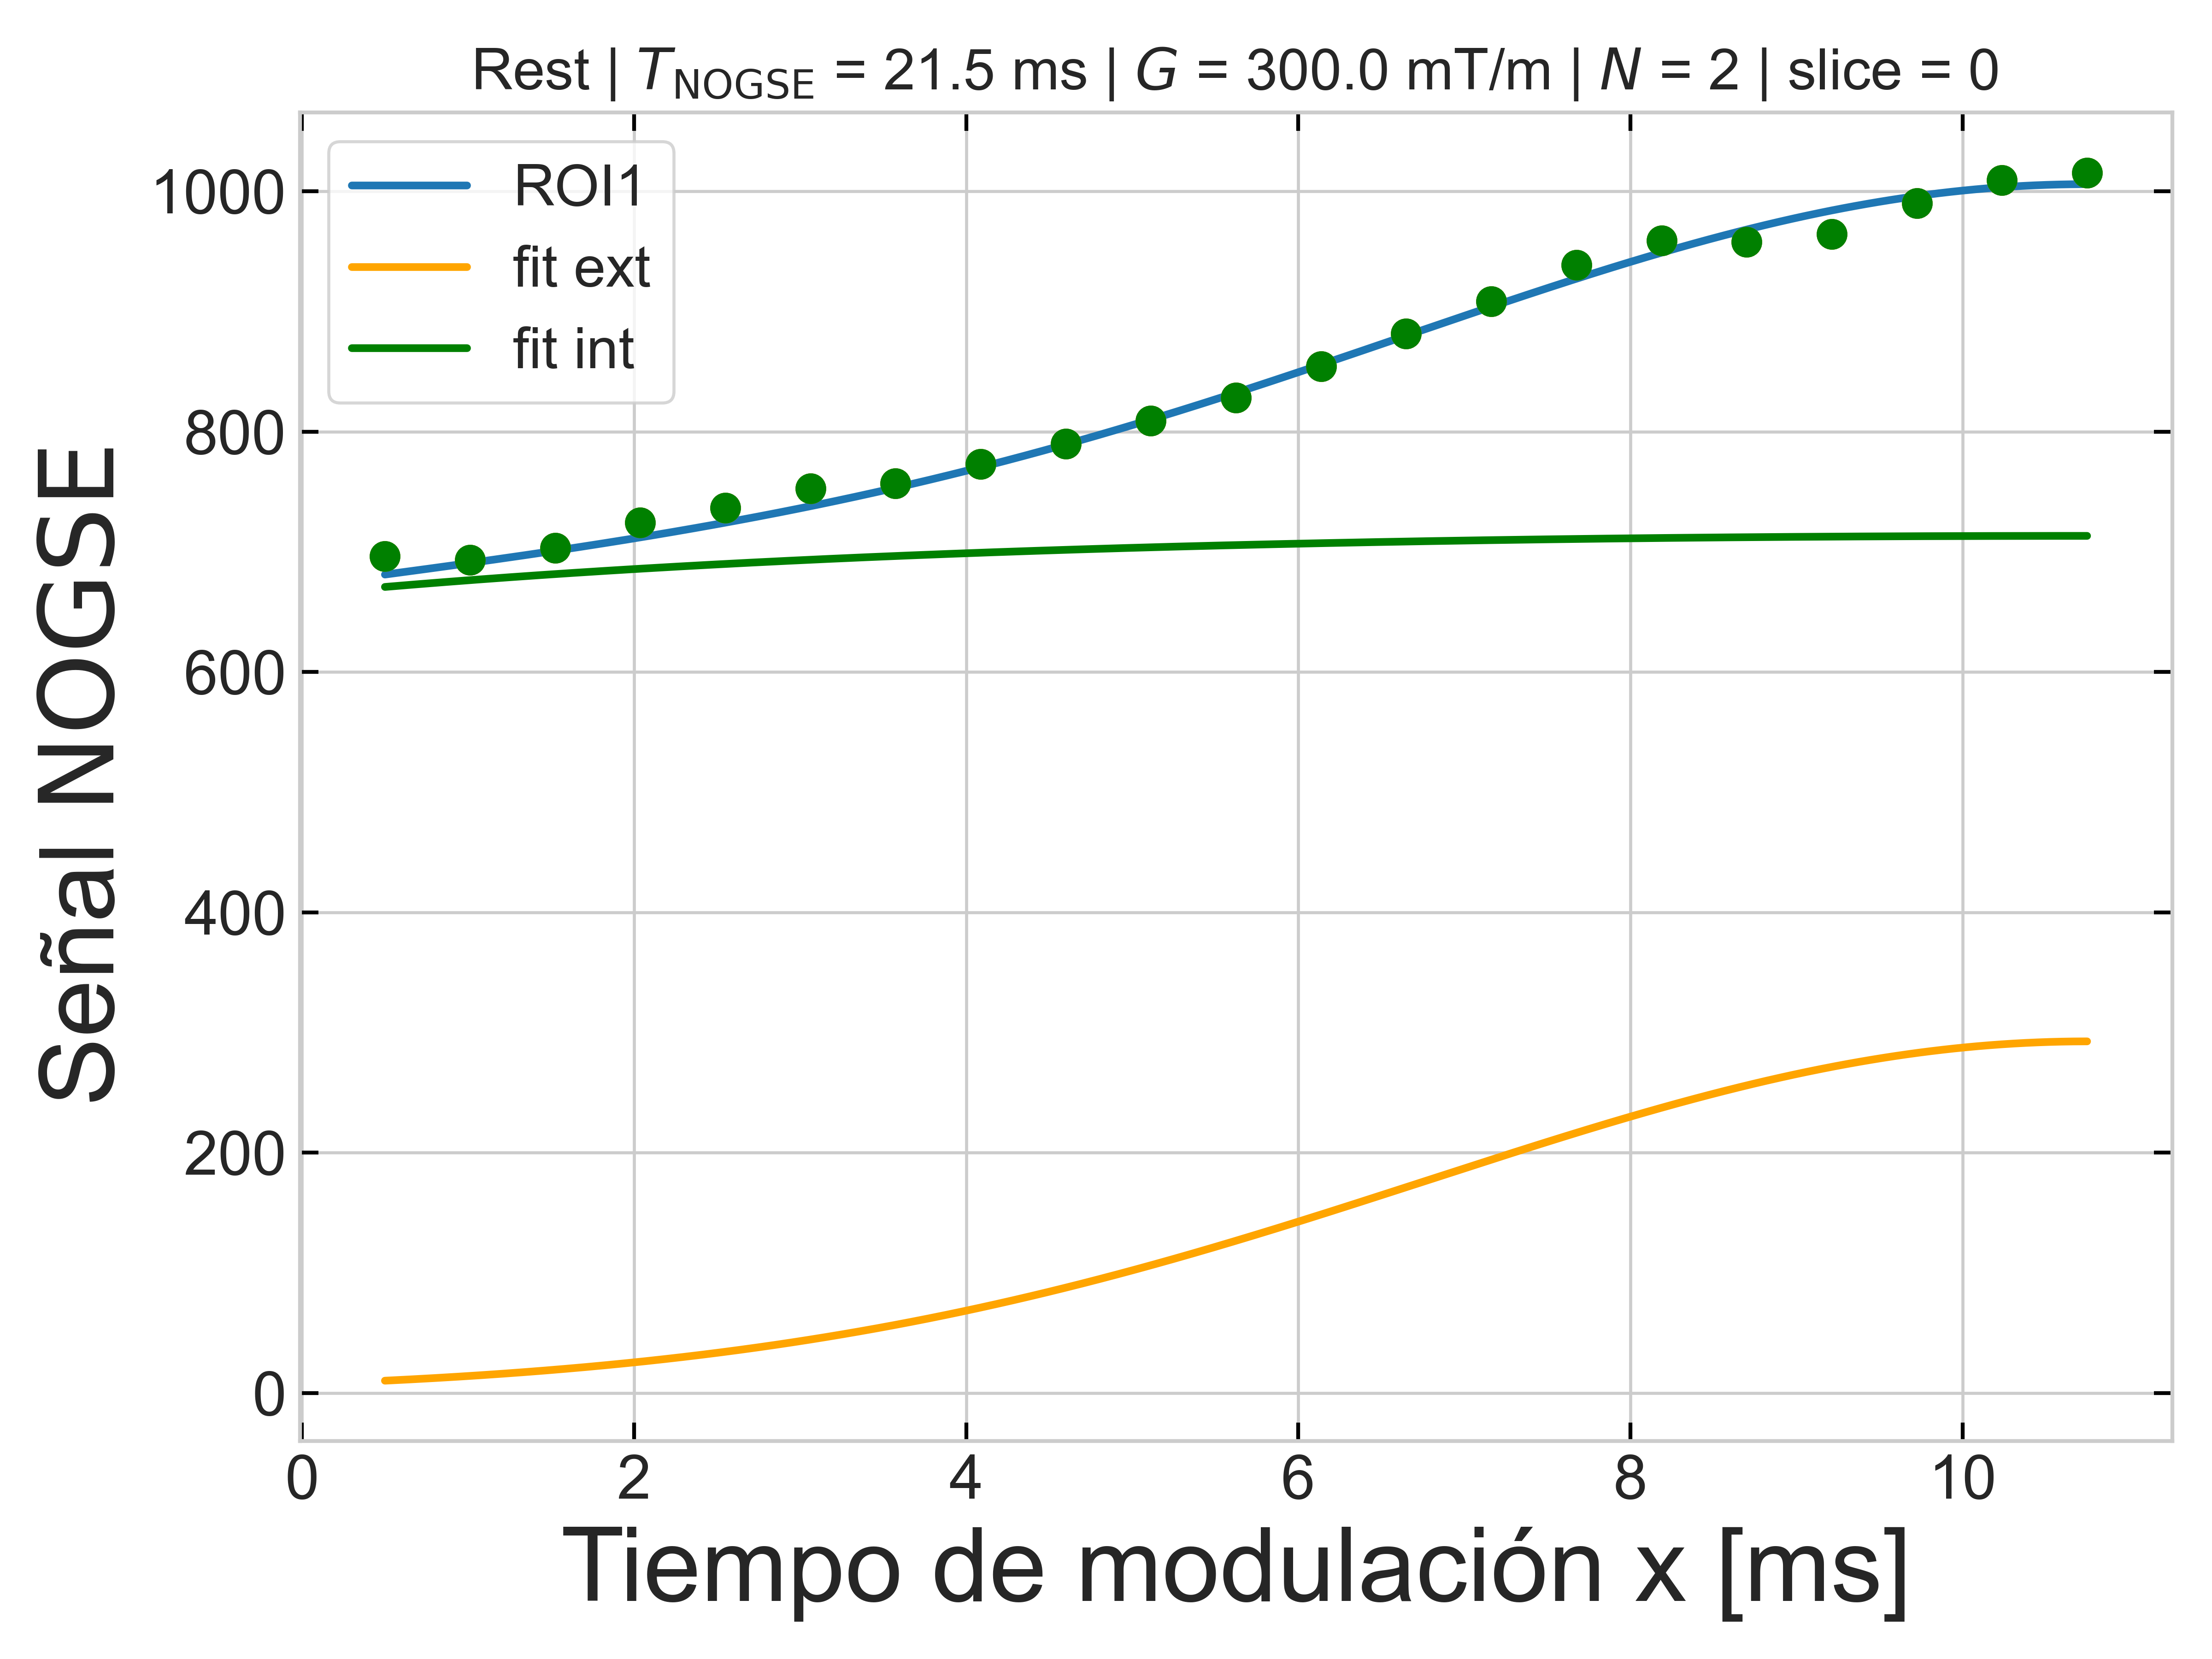 Rest | T_NOGSE = 21.5 ms | G = 300.0 mT/m | N = 2 | slice = 0
ROI1
fit ext
fit int
1000
800
600
400
200
0
Señal NOGSE
0 2 4 6 8 10
Tiempo de modulación x [ms]